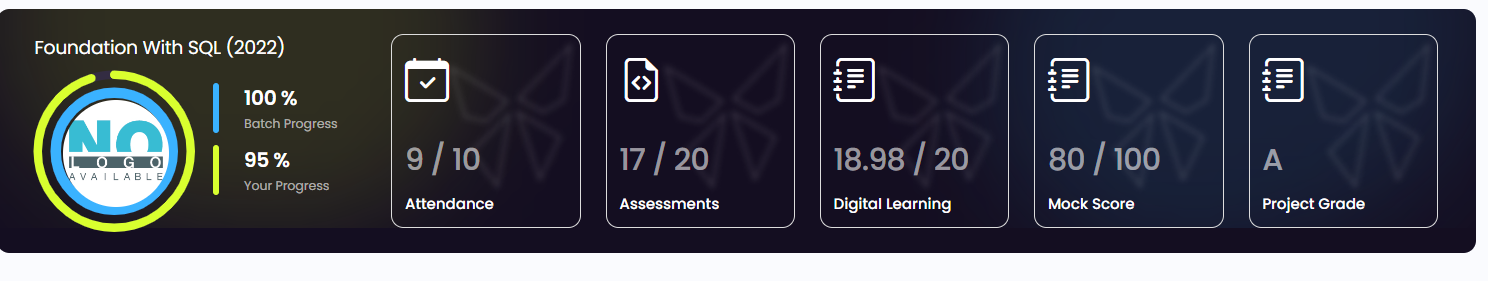 Foundation With SQL (2022)
NO
LOGO
AVAILABLE
100 %
Batch Progress
95 %
Your Progress
9 / 10
Attendance
17 / 20
Assessments
18.98 / 20
Digital Learning
80 / 100
Mock Score
A
Project Grade